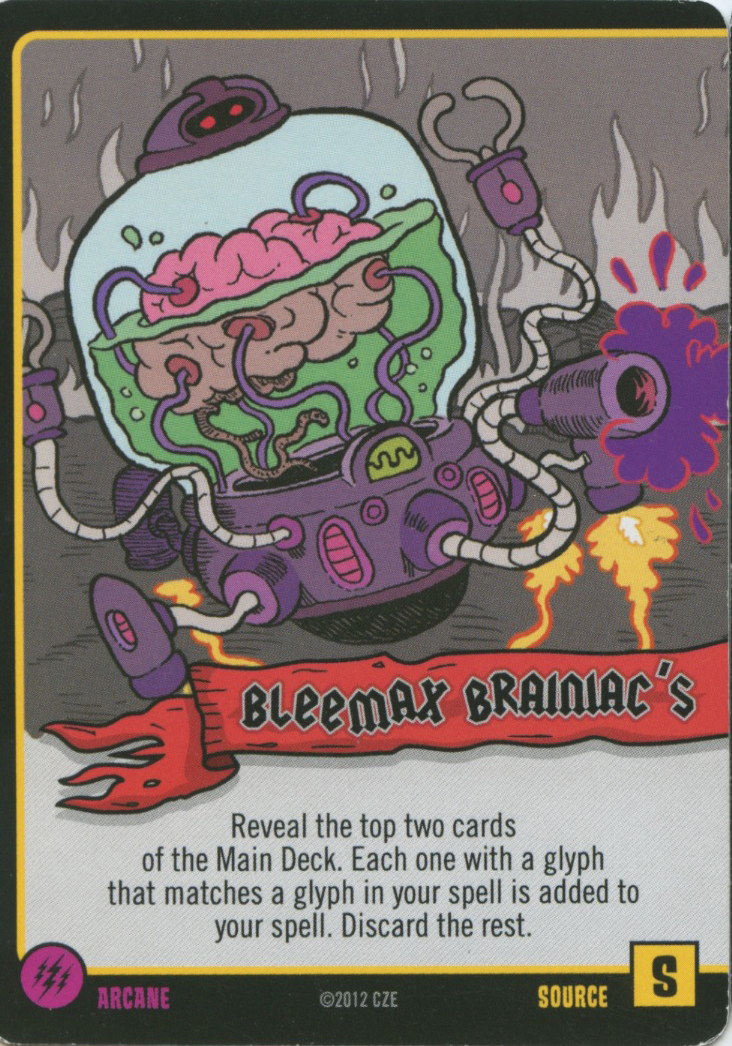 BLEEMAX BRAINIAC'S
Reveal the top two cards
of the Main Deck. Each one with a glyph
that matches a glyph in your spell is added to
your spell. Discard the rest.
ARCANE
©2012 CZE
SOURCE
S